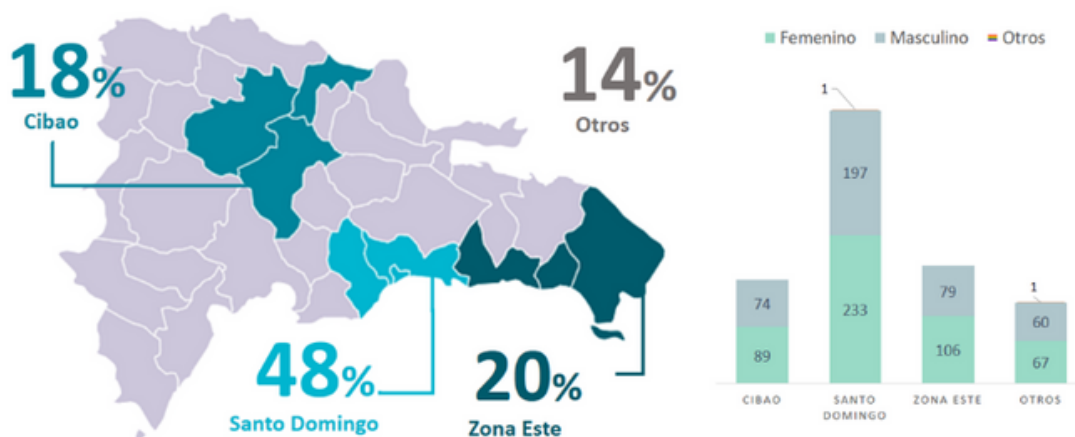 18%
Cibao
14%
Otros
48%
Santo Domingo
20%
Zona Este
Femenino Masculino Otros
1
197
233
74
89
79
106
1
60
67
CIBAO SANTO DOMINGO ZONA ESTE OTROS